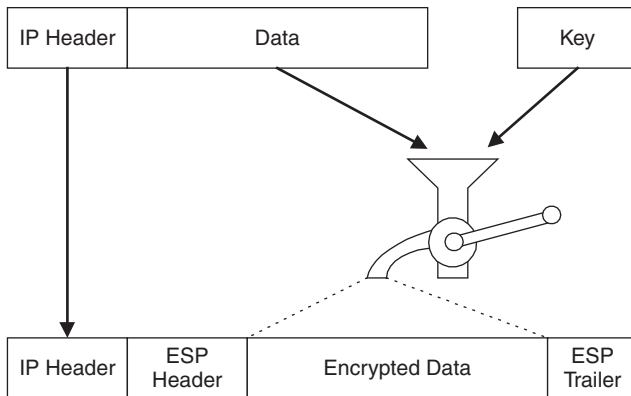 IP Header
Data
Key
IP Header
ESP
Header
Encrypted Data
ESP
Trailer